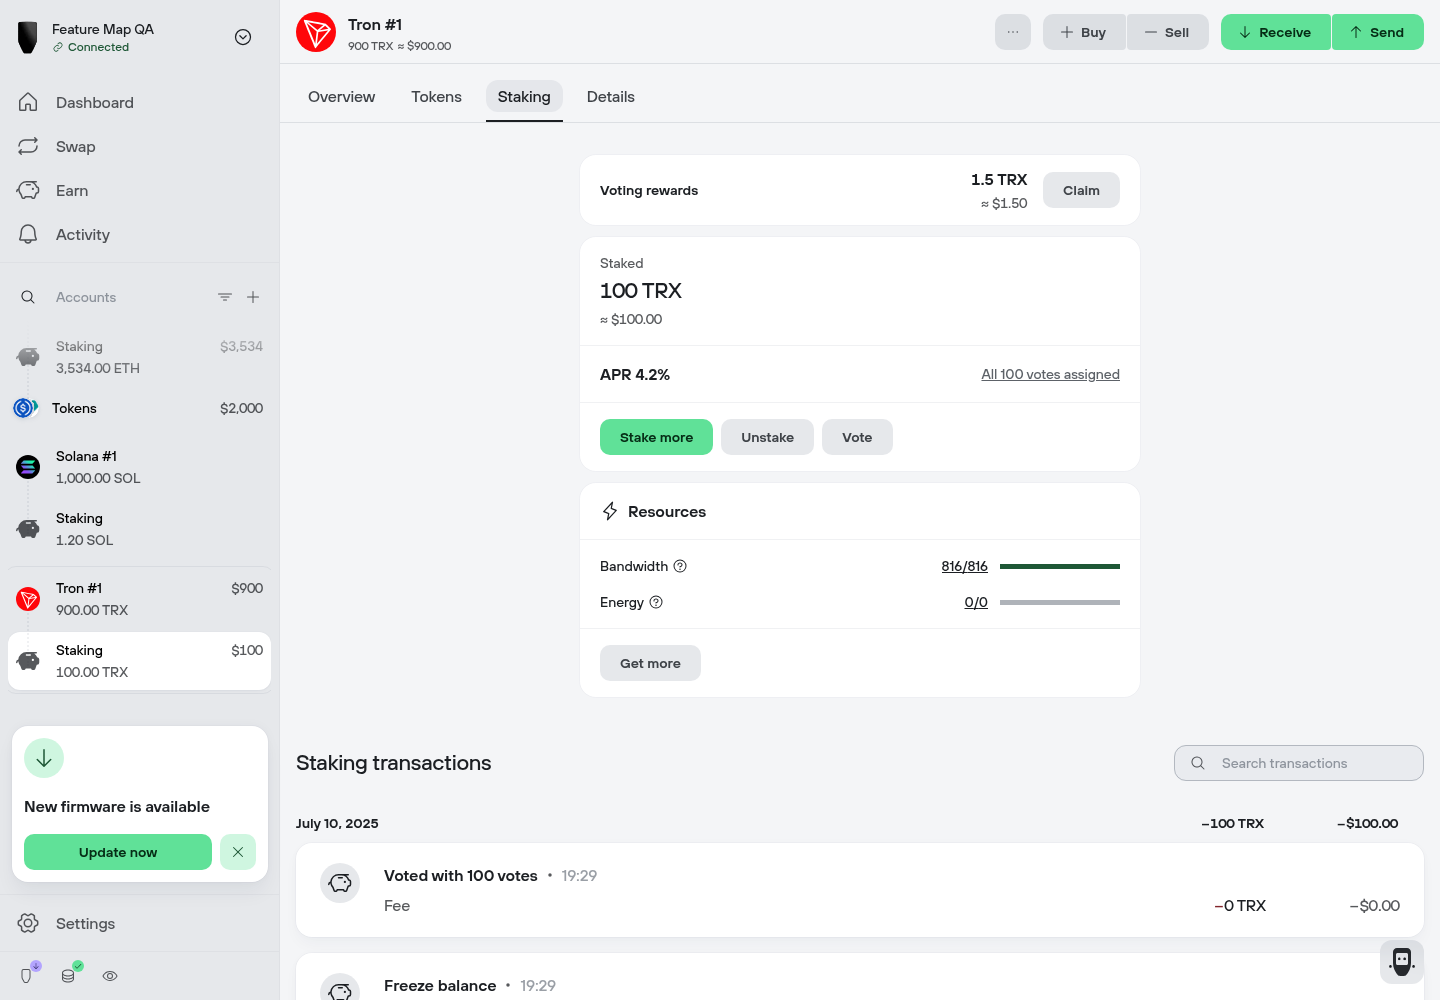 Feature Map QA
Connected
Dashboard
Swap
Earn
Activity
Accounts
Staking $3,534
3,534.00 ETH
Tokens $2,000
Solana #1
1,000.00 SOL
Staking
1.20 SOL
Tron #1 $900
900.00 TRX
Staking $100
100.00 TRX
New firmware is available
Update now
Settings
Tron #1
900 TRX ≈ $900.00
Buy Sell Receive Send
Overview Tokens Staking Details
Voting rewards 1.5 TRX
≈ $1.50
Claim
Staked
100 TRX
≈ $100.00
APR 4.2% All 100 votes assigned
Stake more Unstake Vote
Resources
Bandwidth 816/816
Energy 0/0
Get more
Staking transactions Search transactions
July 10, 2025 –100 TRX –$100.00
Voted with 100 votes • 19:29
Fee –0 TRX –$0.00
Freeze balance • 19:29